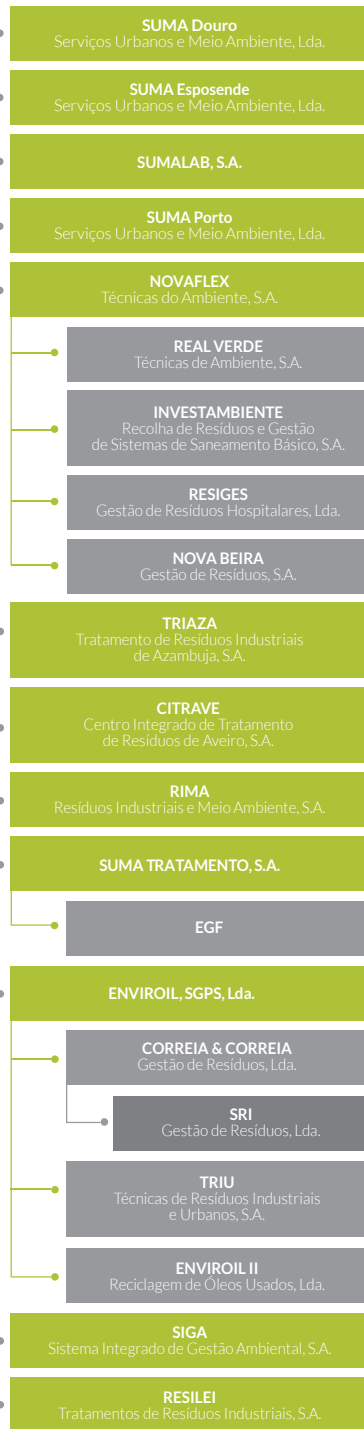 SUMA Douro
Serviços Urbanos e Meio Ambiente, Lda.
SUMA Esposende
Serviços Urbanos e Meio Ambiente, Lda.
SUMALAB, S.A.
SUMA Porto
Serviços Urbanos e Meio Ambiente, Lda.
NOVAFLEX
Técnicas do Ambiente, S.A.
REAL VERDE
Técnicas de Ambiente, S.A.
INVESTAMBIENTE
Recolha de Resíduos e Gestão
de Sistemas de Saneamento Básico, S.A.
RESIGES
Gestão de Resíduos Hospitalares, Lda.
NOVA BEIRA
Gestão de Resíduos, S.A.
TRIAZA
Tratamento de Resíduos Industriais
de Azambuja, S.A.
CITRAVE
Centro Integrado de Tratamento
de Resíduos de Aveiro, S.A.
RIMA
Resíduos Industriais e Meio Ambiente, S.A.
SUMA TRATAMENTO, S.A.
EGF
ENVIROIL, SGPS, Lda.
CORREIA & CORREIA
Gestão de Resíduos, Lda.
SRI
Gestão de Resíduos, Lda.
TRIU
Técnicas de Resíduos Industriais
e Urbanos, S.A.
ENVIROIL II
Reciclagem de Óleos Usados, Lda.
SIGA
Sistema Integrado de Gestão Ambiental, S.A.
RESILEI
Tratamentos de Resíduos Industriais, S.A.